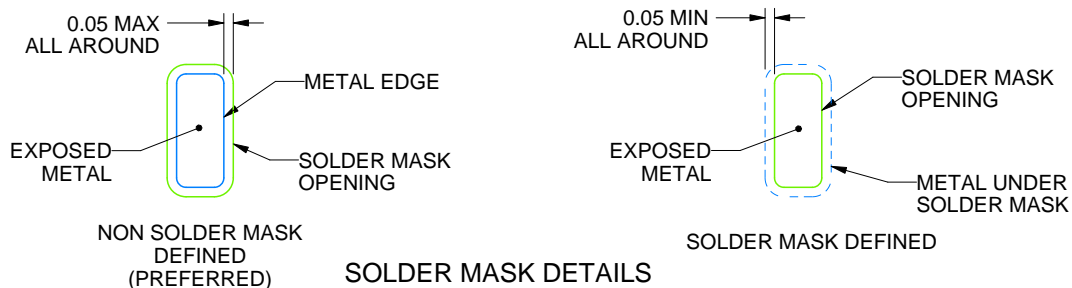 0.05 MAX
ALL AROUND
METAL EDGE
EXPOSED
METAL
SOLDER MASK
OPENING
NON SOLDER MASK
DEFINED
(PREFERRED)
0.05 MIN
ALL AROUND
SOLDER MASK
OPENING
EXPOSED
METAL
METAL UNDER
SOLDER MASK
SOLDER MASK DEFINED
SOLDER MASK DETAILS